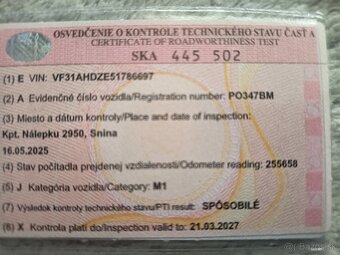 OSVEDČENIE O KONTROLE TECHNICKÉHO STAVU ČASŤ A
CERTIFICATE OF ROADWORTHINESS TEST
SKA 445 502
(1) E VIN: VF31AHDZE51786697
(2) A Evidenčné číslo vozidla/Registration number: PO347BM
(3) Miesto a dátum kontroly/Place and date of inspection:
Kpt. Nálepku 2950, Snina
16.05.2025
(4) Stav počítadla prejdenej vzdialenosti/Odometer reading: 255658
(5) J Kategória vozidla/Category: M1
(7) Výsledok kontroly technického stavu/PTI result: SPÔSOBILÉ
(8) X Kontrola platí do/Inspection valid to: 21.03.2027